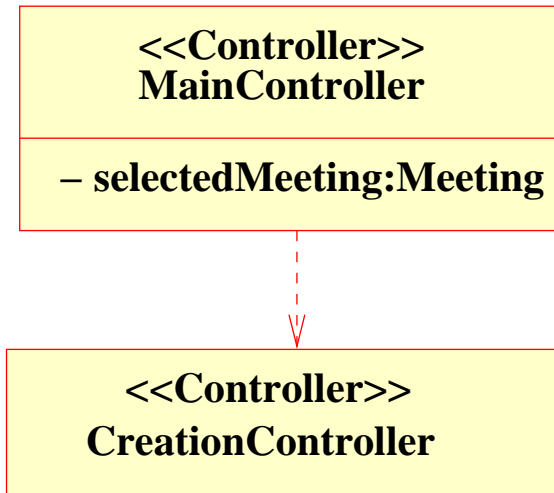 <<Controller>>
MainController
– selectedMeeting:Meeting
<<Controller>>
CreationController